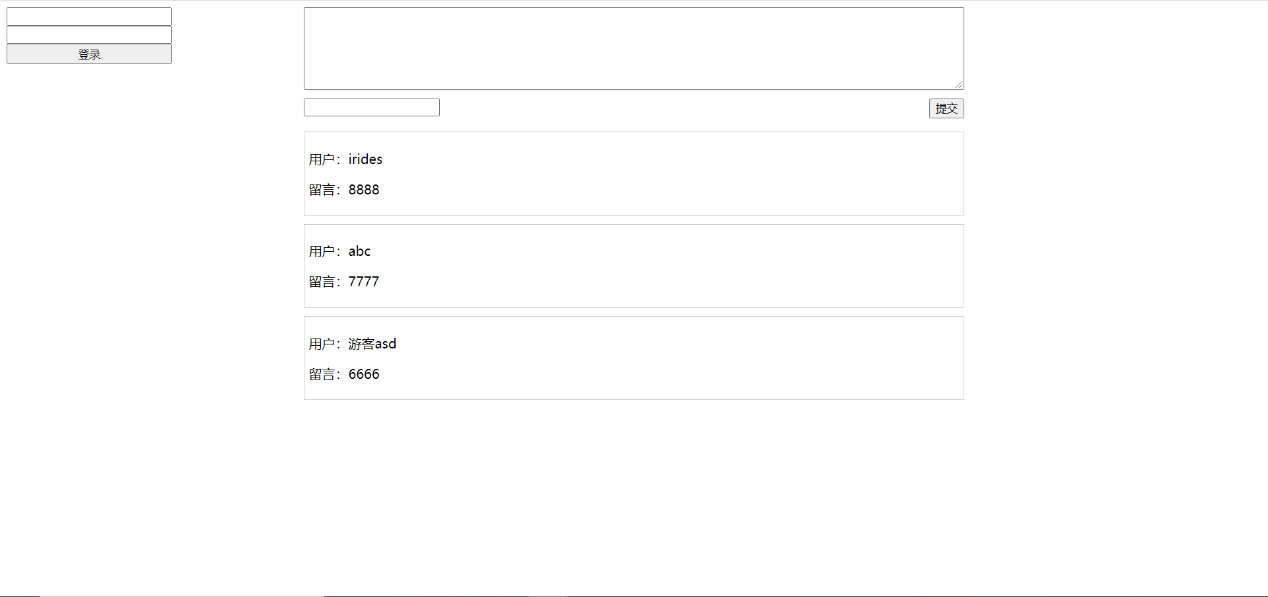 登录
提交
用户：irides
留言：8888
用户：abc
留言：7777
用户：游客asd
留言：6666